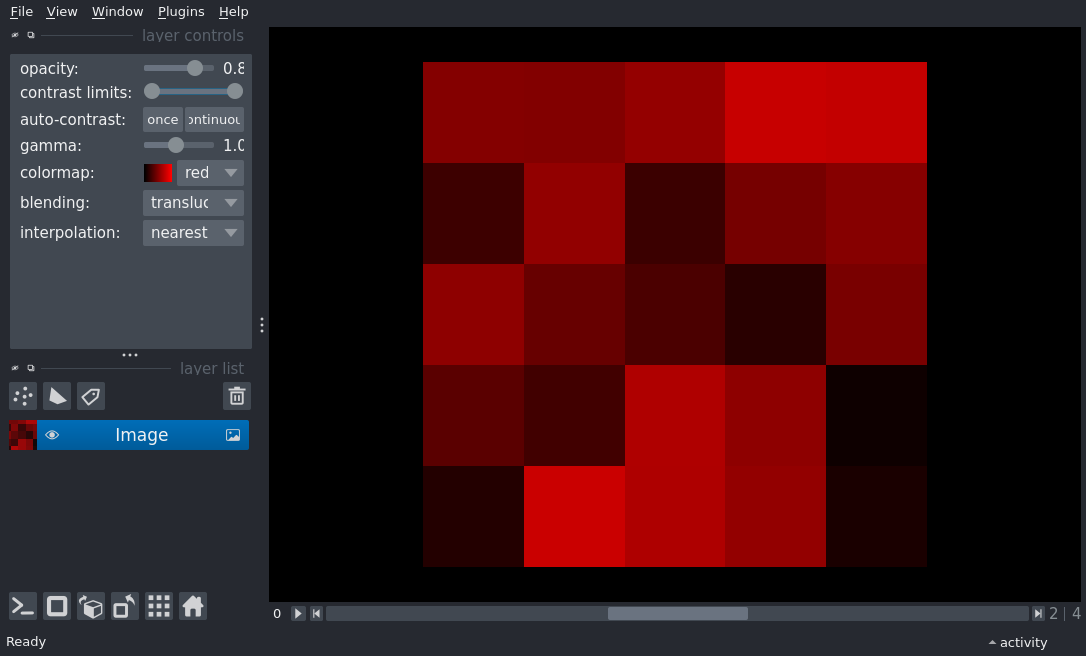 File View Window Plugins Help
layer controls
opacity: 0.8
contrast limits:
auto-contrast: once ontinuou
gamma: 1.0
colormap: red
blending: transluc
interpolation: nearest
layer list
Image
0 2 | 4
Ready activity